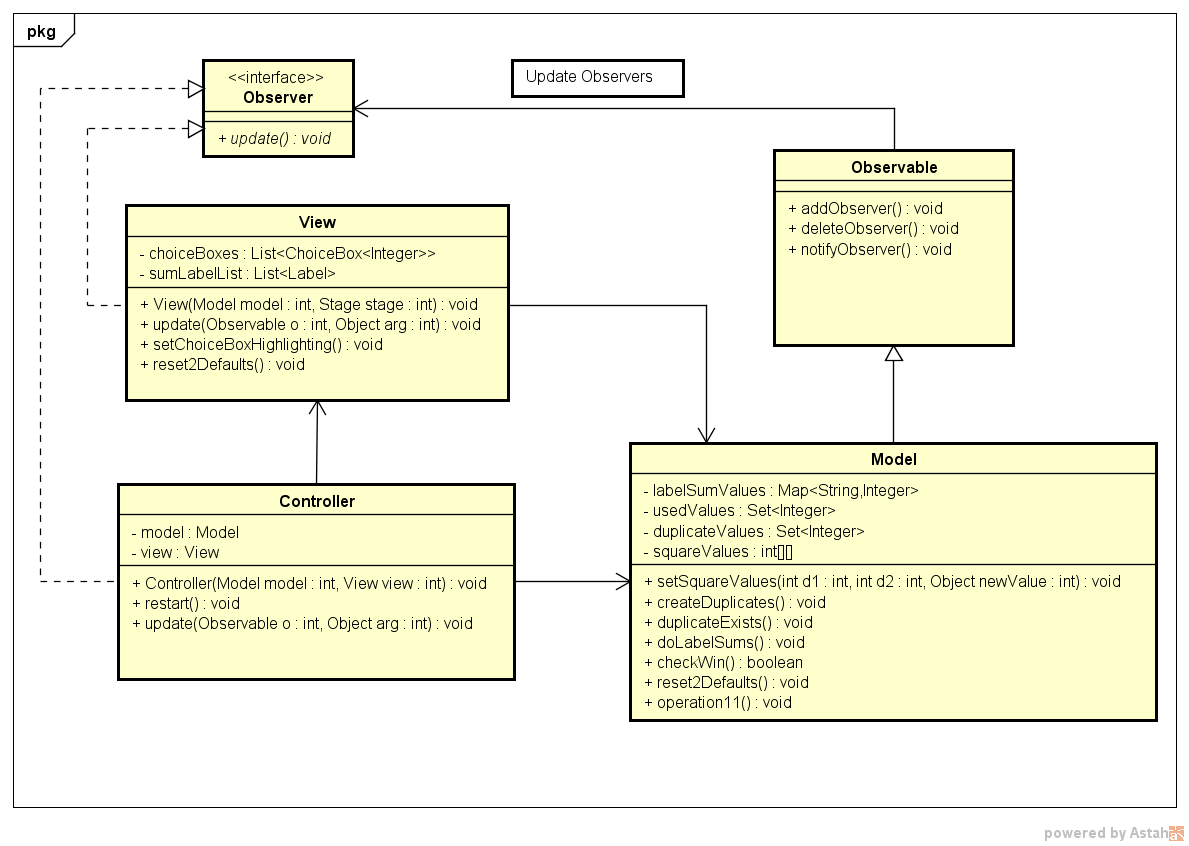 pkg
<<interface>>
Observer
+ update() : void
Update Observers
Observable
+ addObserver() : void
+ deleteObserver() : void
+ notifyObserver() : void
View
- choiceBoxes : List<ChoiceBox<Integer>>
- sumLabelList : List<Label>
+ View(Model model : int, Stage stage : int) : void
+ update(Observable o : int, Object arg : int) : void
+ setChoiceBoxHighlighting() : void
+ reset2Defaults() : void
Controller
- model : Model
- view : View
+ Controller(Model model : int, View view : int) : void
+ restart() : void
+ update(Observable o : int, Object arg : int) : void
Model
- labelSumValues : Map<String,Integer>
- usedValues : Set<Integer>
- duplicateValues : Set<Integer>
- squareValues : int[][]
+ setSquareValues(int d1 : int, int d2 : int, Object newValue : int) : void
+ createDuplicates() : void
+ duplicateExists() : void
+ doLabelSums() : void
+ checkWin() : boolean
+ reset2Defaults() : void
+ operation11() : void
powered by Astah